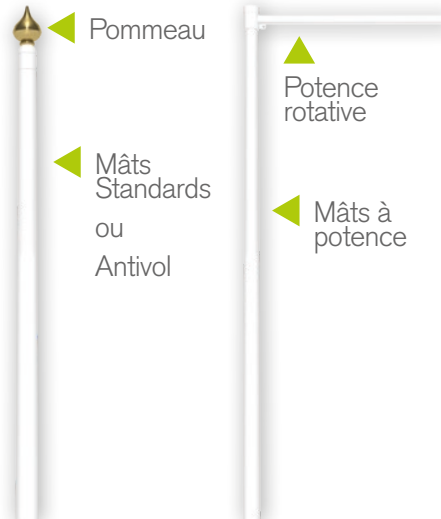 Pommeau
Mâts
Standards
ou
Antivol
Potence
rotative
Mâts à
potence